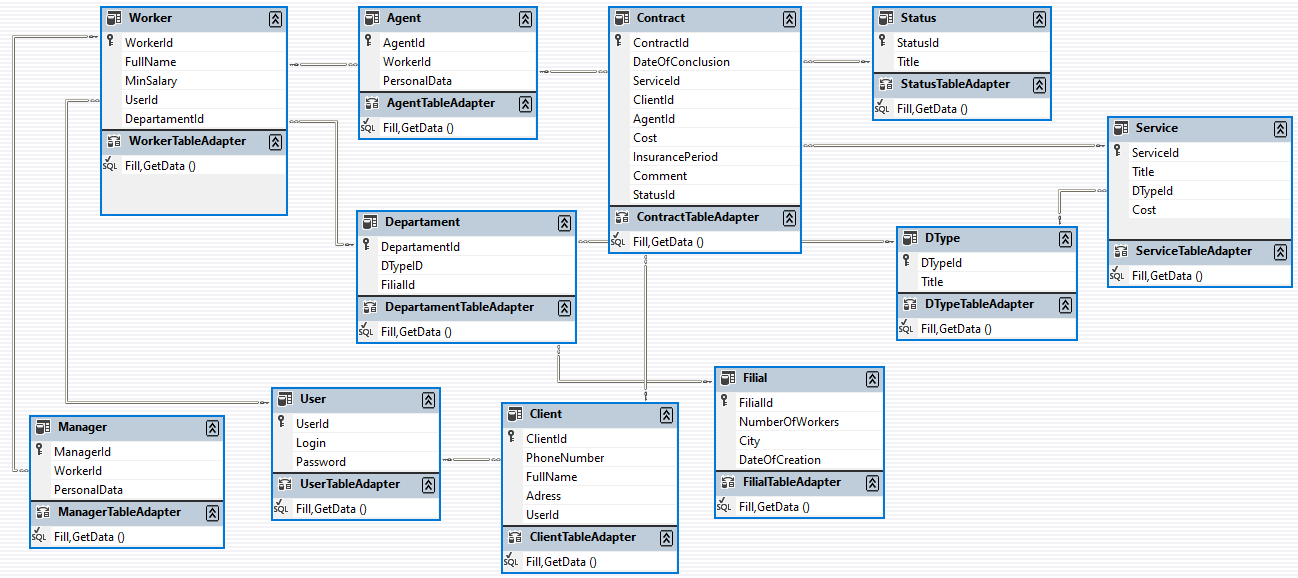 Worker
WorkerId
FullName
MinSalary
UserId
DepartamentId
WorkerTableAdapter
SQL Fill,GetData ()
Agent
AgentId
WorkerId
PersonalData
AgentTableAdapter
SQL Fill,GetData ()
Contract
ContractId
DateOfConclusion
ServiceId
ClientId
AgentId
Cost
InsurancePeriod
Comment
StatusId
ContractTableAdapter
SQL Fill,GetData ()
Status
StatusId
Title
StatusTableAdapter
SQL Fill,GetData ()
Service
ServiceId
Title
DTypeId
Cost
ServiceTableAdapter
SQL Fill,GetData ()
Departament
DepartamentId
DTypeID
FilialId
DepartamentTableAdapter
SQL Fill,GetData ()
DType
DTypeId
Title
DTypeTableAdapter
SQL Fill,GetData ()
Manager
ManagerId
WorkerId
PersonalData
ManagerTableAdapter
SQL Fill,GetData ()
User
UserId
Login
Password
UserTableAdapter
SQL Fill,GetData ()
Client
ClientId
PhoneNumber
FullName
Adress
UserId
ClientTableAdapter
SQL Fill,GetData ()
Filial
FilialId
NumberOfWorkers
City
DateOfCreation
FilialTableAdapter
SQL Fill,GetData ()